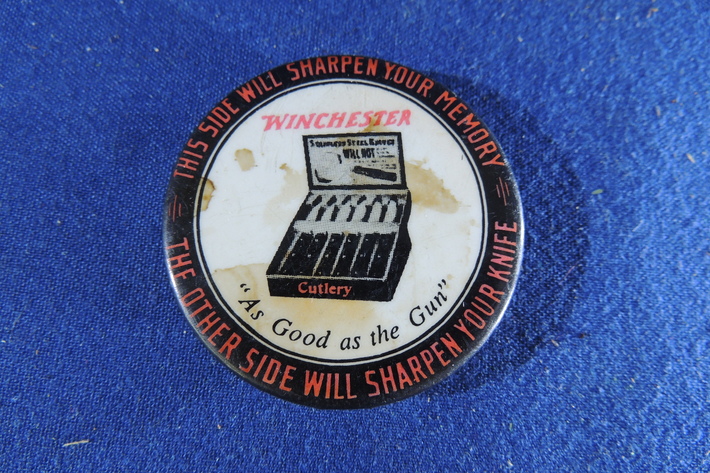 THIS SIDE WILL SHARPEN YOUR MEMORY
WINCHESTER
STAINLESS STEEL KNIVES
WILL NOT
Cutlery
"As Good as the Gun"
THE OTHER SIDE WILL SHARPEN YOUR KNIFE